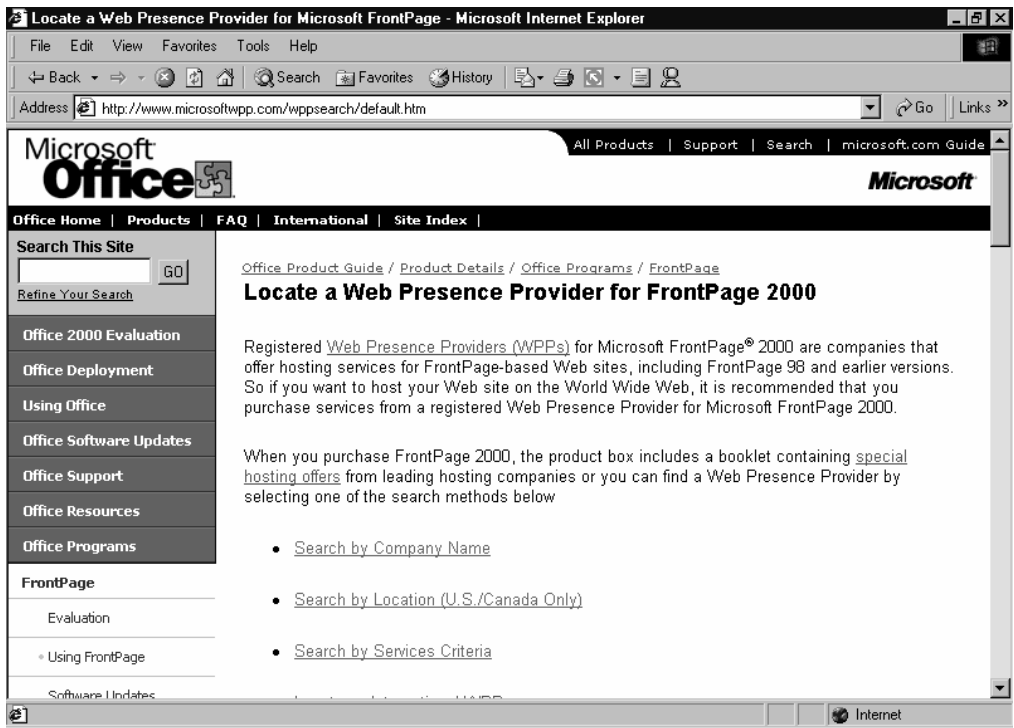 Locate a Web Presence Provider for Microsoft FrontPage - Microsoft Internet Explorer
File Edit View Favorites Tools Help
Back Search Favorites History
Address http://www.microsoftwpp.com/wppsearch/default.htm Go Links »
Microsoft Office
All Products | Support | Search | microsoft.com Guide
Microsoft
Office Home | Products | FAQ | International | Site Index |
Search This Site
GO
Refine Your Search
Office 2000 Evaluation
Office Deployment
Using Office
Office Software Updates
Office Support
Office Resources
Office Programs
FrontPage
Evaluation
Using FrontPage
Software Updates
Office Product Guide / Product Details / Office Programs / FrontPage
Locate a Web Presence Provider for FrontPage 2000
Registered Web Presence Providers (WPPs) for Microsoft FrontPage® 2000 are companies that
offer hosting services for FrontPage-based Web sites, including FrontPage 98 and earlier versions.
So if you want to host your Web site on the World Wide Web, it is recommended that you
purchase services from a registered Web Presence Provider for Microsoft FrontPage 2000.
When you purchase FrontPage 2000, the product box includes a booklet containing special
hosting offers from leading hosting companies or you can find a Web Presence Provider by
selecting one of the search methods below
• Search by Company Name
• Search by Location (U.S./Canada Only)
• Search by Services Criteria
Internet